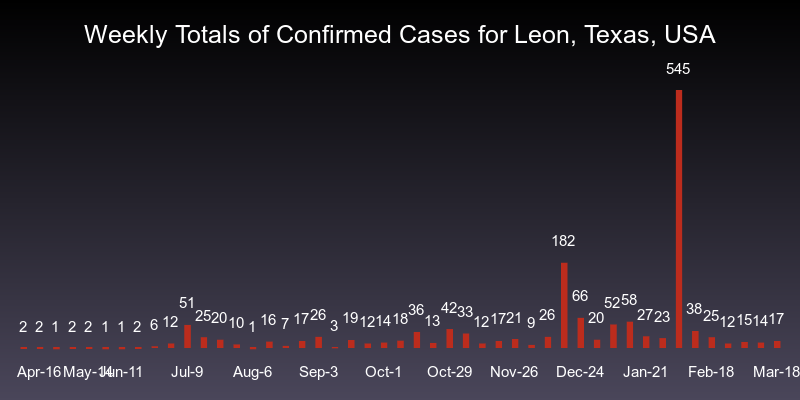 Weekly Totals of Confirmed Cases for Leon, Texas, USA
545
182
2 2 1 2 2 1 1 2 6 12 51 25 20 10 1 16 7 17 26 3 19 12 14 18 36 13 42 33 12 17 21 9 26 66 20 52 58 27 23 38 25 12 15 14 17
Apr-16 May-14 Jun-11 Jul-9 Aug-6 Sep-3 Oct-1 Oct-29 Nov-26 Dec-24 Jan-21 Feb-18 Mar-18